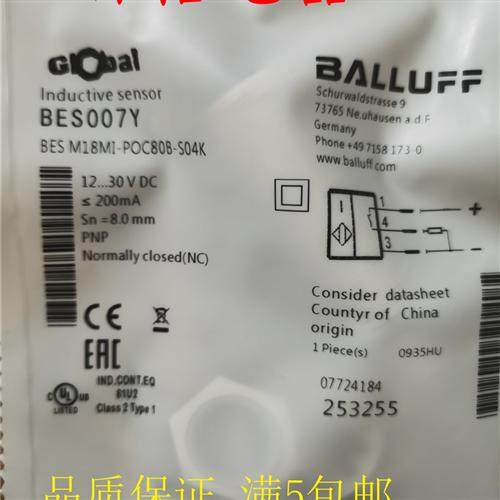 Global
Inductive sensor
BES007Y
BES M18MI-POC80B-S04K
12...30 V DC
≤ 200mA
Sn = 8.0 mm
PNP
Normally closed(NC)
CE
EAC
IND.CONT.EQ
81U2
Class 2 Type 1
c UL us
LISTED
BALLUFF
Schurwaldstrasse 9
73765 Neuhausen a.d.F
Germany
Phone +49 7158 173-0
www.balluff.com
1
4
3
+
-
Consider datasheet
Countyr of China
origin
1 Piece(s) 0935HU
07724184
253255
品质保证 满5包邮